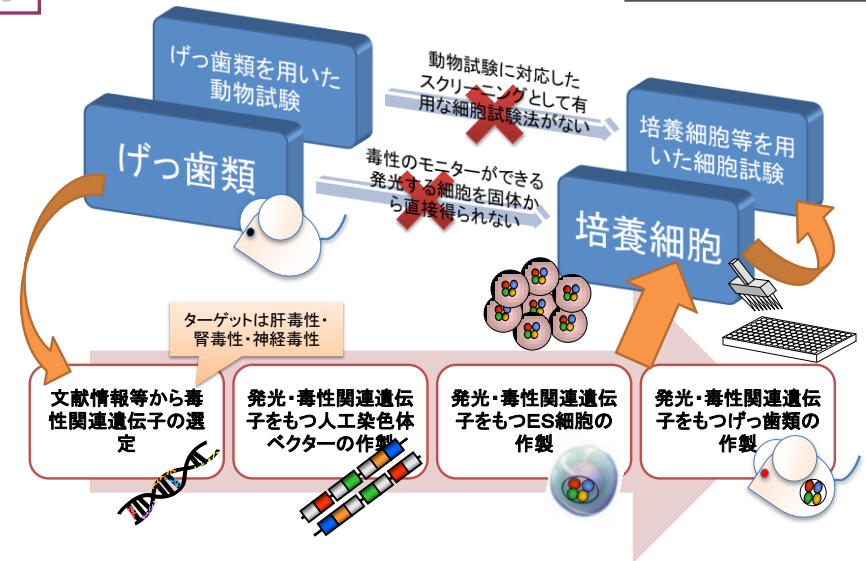 げっ歯類を用いた
動物試験
動物試験に対応した
スクリーニングとして有
用な細胞試験法がない
培養細胞等を用
いた細胞試験
げっ歯類
毒性のモニターができる
発光する細胞を固体か
ら直接得られない
培養細胞
ターゲットは肝毒性・
腎毒性・神経毒性
文献情報等から毒
性関連遺伝子の選
定
発光・毒性関連遺伝
子をもつ人工染色体
ベクターの作製
発光・毒性関連遺伝
子をもつES細胞の
作製
発光・毒性関連遺伝
子をもつげっ歯類の
作製